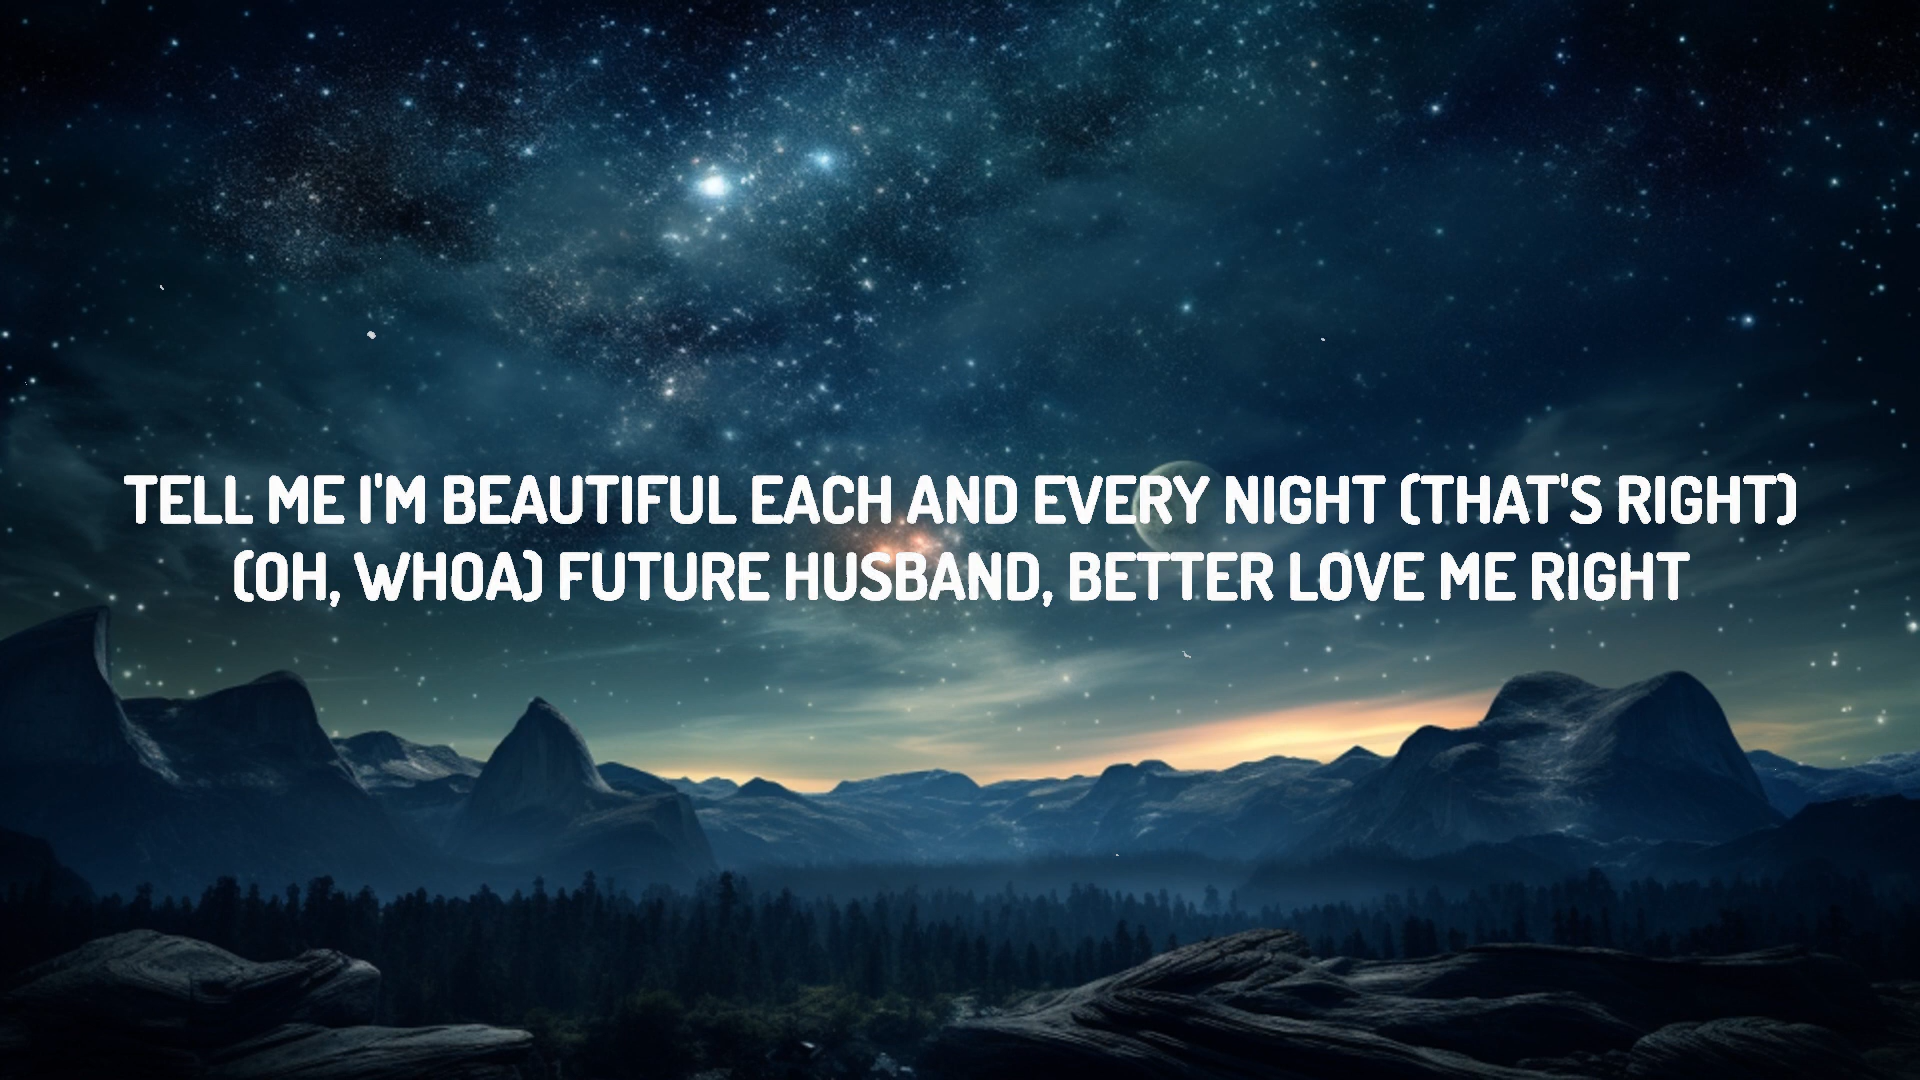 TELL ME I'M BEAUTIFUL EACH AND EVERY NIGHT (THAT'S RIGHT)
(OH, WHOA) FUTURE HUSBAND, BETTER LOVE ME RIGHT